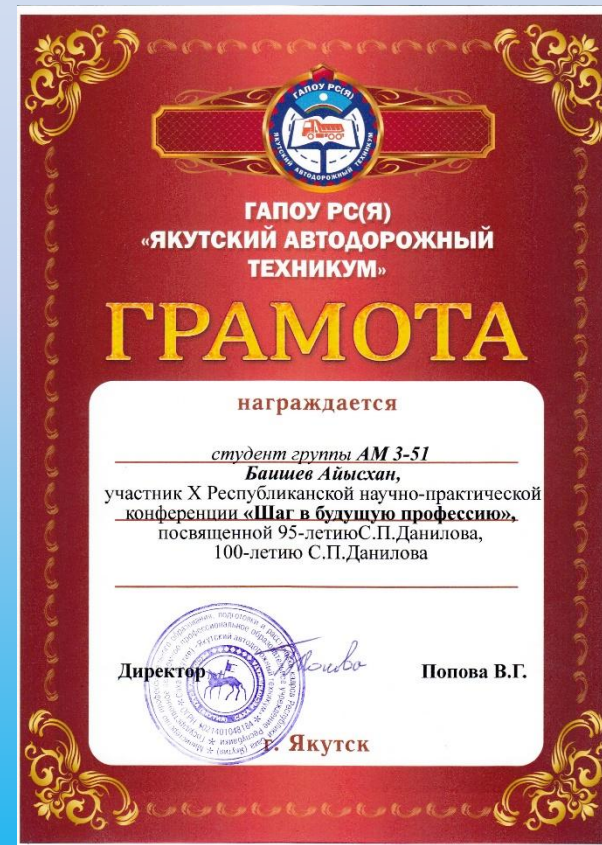 ГАПОУ РС(Я)
ЯКУТСКИЙ АВТОДОРОЖНЫЙ ТЕХНИКУМ
ГАПОУ РС(Я)
«ЯКУТСКИЙ АВТОДОРОЖНЫЙ
ТЕХНИКУМ»
ГРАМОТА
награждается
студент группы АМ 3-51
Баишев Айысхан,
участник X Республиканской научно-практической
конференции «Шаг в будущую профессию»,
посвященной 95-летиюС.П.Данилова,
100-летию С.П.Данилова
Директор
Попова В.Г.
г. Якутск